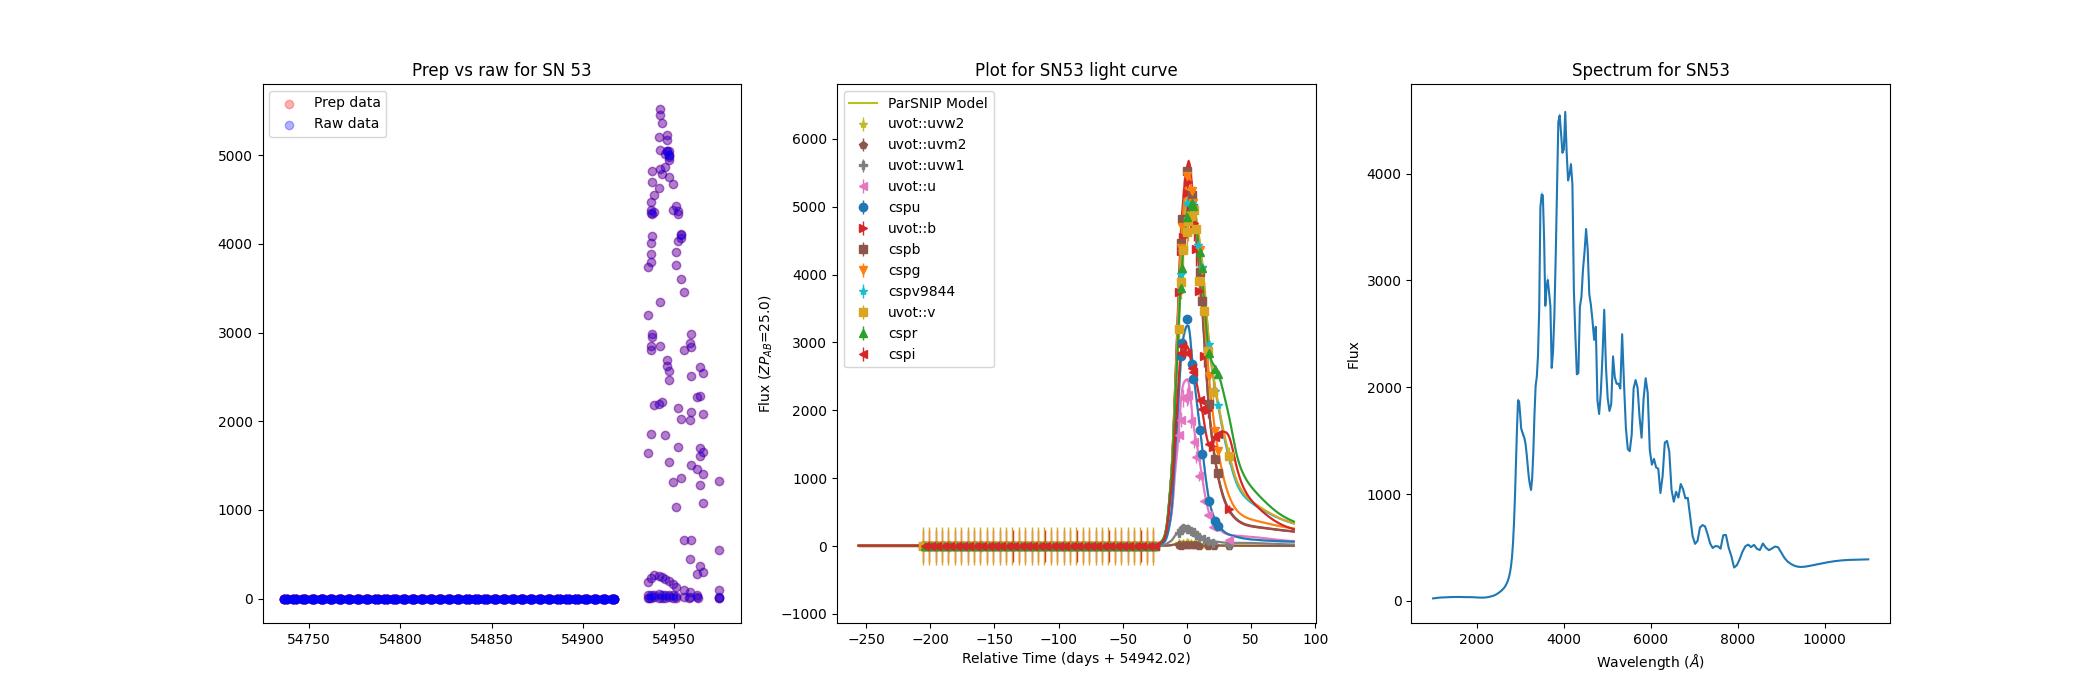 Prep vs raw for SN 53
Prep data
Raw data
5000
4000
3000
2000
1000
0
54750
54800
54850
54900
54950
Plot for SN53 light curve
ParSNIP Model
uvot::uvw2
uvot::uvm2
uvot::uvw1
uvot::u
cspu
uvot::b
cspb
cspg
cspv9844
uvot::v
cspr
cspi
Flux (ZP_AB=25.0)
6000
5000
4000
3000
2000
1000
0
−1000
−250
−200
−150
−100
−50
0
50
100
Relative Time (days + 54942.02)
Spectrum for SN53
Flux
4000
3000
2000
1000
0
2000
4000
6000
8000
10000
Wavelength (Å)